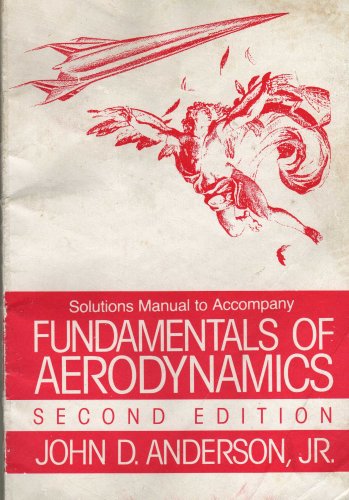 Solutions Manual to Accompany
FUNDAMENTALS OF
AERODYNAMICS
SECOND EDITION
JOHN D. ANDERSON, JR.